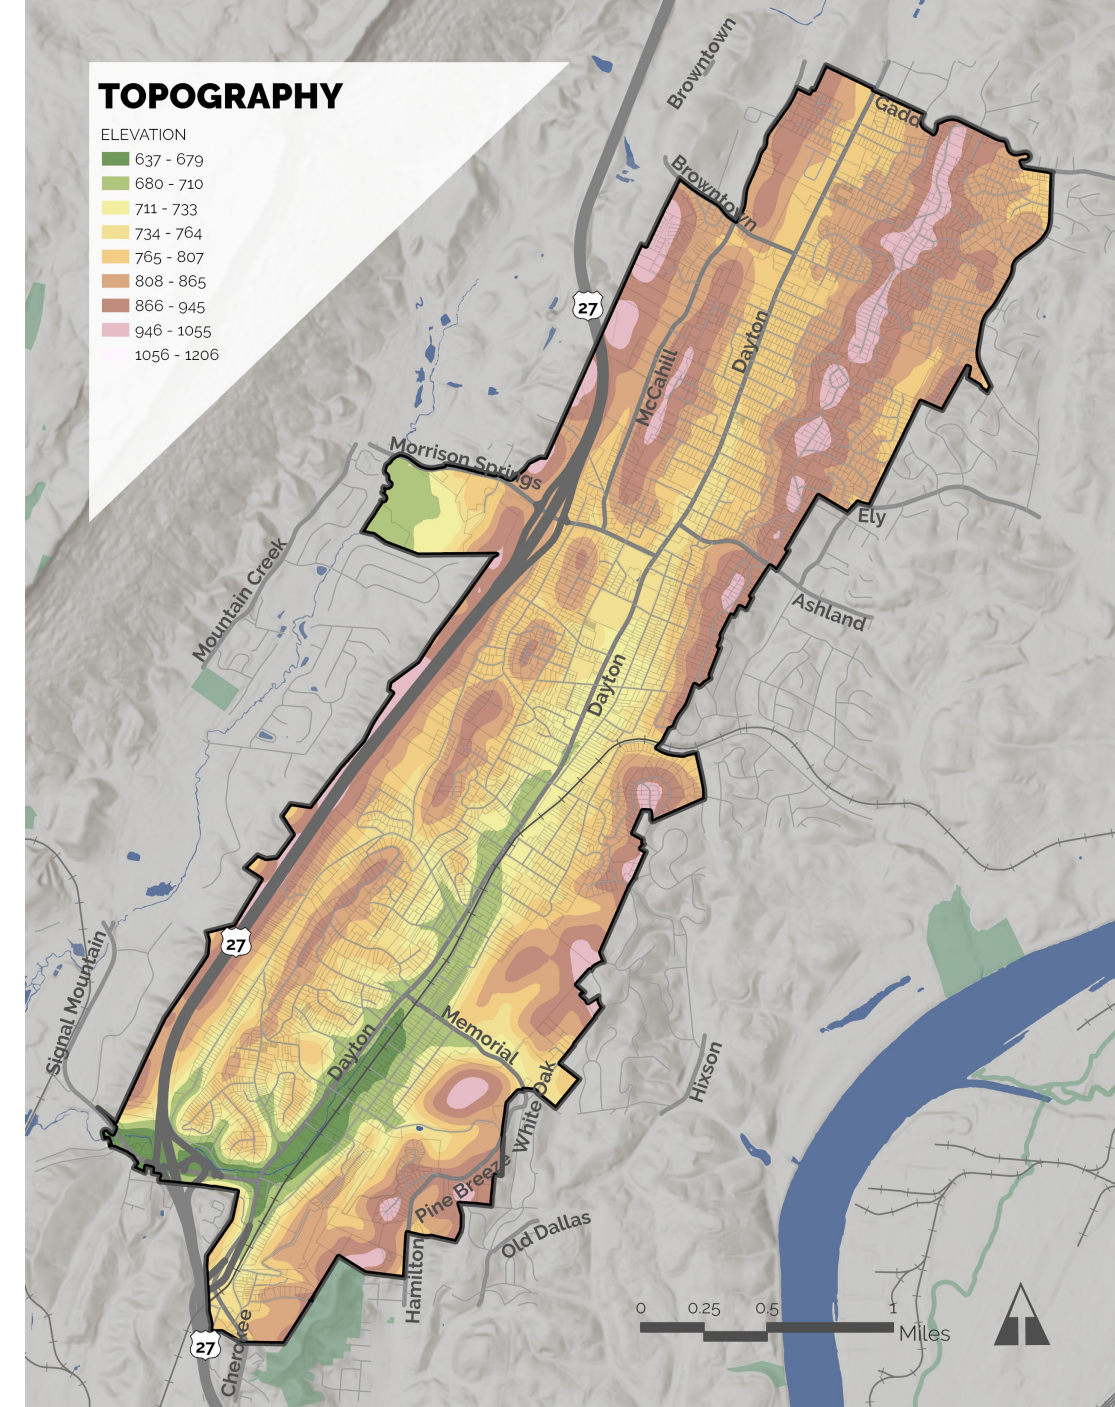 TOPOGRAPHY
ELEVATION
637 - 679
680 - 710
711 - 733
734 - 764
765 - 807
808 - 865
866 - 945
946 - 1055
1056 - 1206
Browntown
Gadd
Browntown
27
Dayton
McCahill
Morrison Springs
Ely
Mountain Creek
Ashland
Dayton
27
Signal Mountain
Memorial
Dayton
Hixson
White Oak
Pine Breeze
Old Dallas
Hamilton
0 0.25 0.5 1
Miles
27
Cherokee